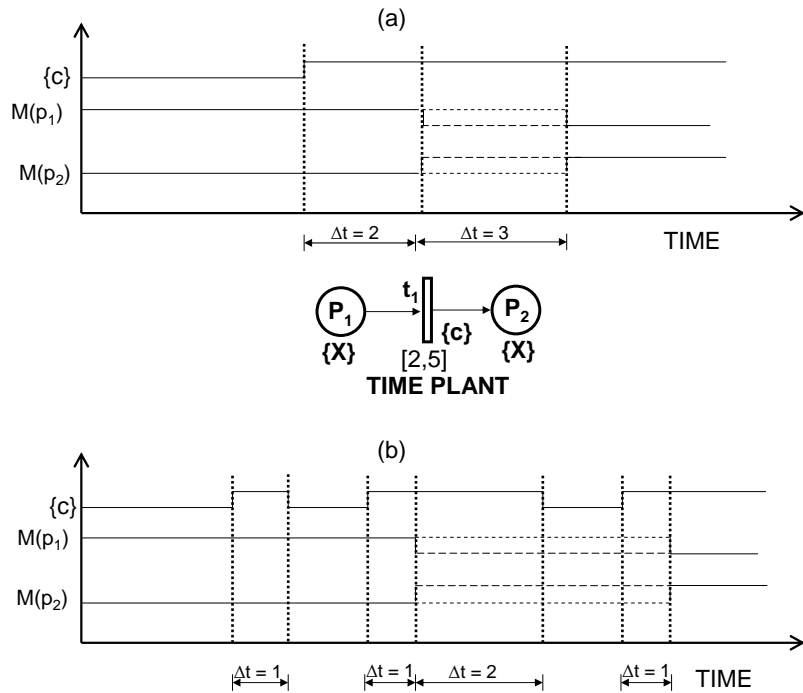 (a)
{c}
M(p₁)
M(p₂)
Δt = 2
Δt = 3
TIME
t₁
P₁
P₂
{c}
{X}
{X}
[2,5]
TIME PLANT
(b)
{c}
M(p₁)
M(p₂)
Δt = 1
Δt = 1
Δt = 2
Δt = 1
TIME